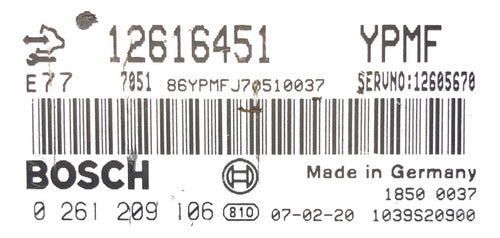 12616451 YPMF
E77 7051 86YPMFJ70510037 SERVNO:12605670
BOSCH Made in Germany
1850 0037
0 261 209 106 810 07-02-20 1039S20900